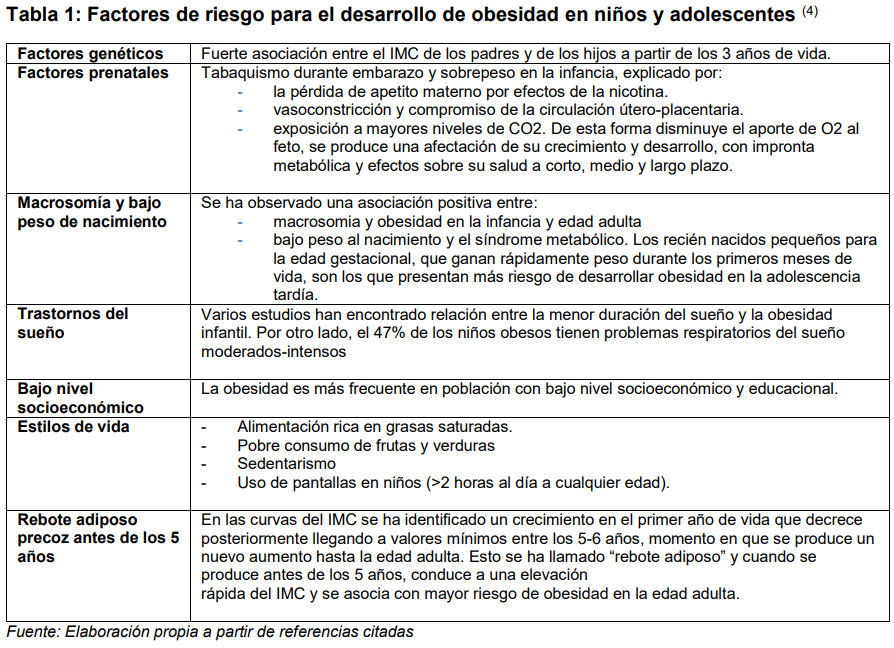 Tabla 1: Factores de riesgo para el desarrollo de obesidad en niños y adolescentes (4)
Factores genéticos
Fuerte asociación entre el IMC de los padres y de los hijos a partir de los 3 años de vida.
Factores prenatales
Tabaquismo durante embarazo y sobrepeso en la infancia, explicado por:
- la pérdida de apetito materno por efectos de la nicotina.
- vasoconstricción y compromiso de la circulación útero-placentaria.
- exposición a mayores niveles de CO2. De esta forma disminuye el aporte de O2 al
feto, se produce una afectación de su crecimiento y desarrollo, con impronta
metabólica y efectos sobre su salud a corto, medio y largo plazo.
Macrosomía y bajo
peso de nacimiento
Se ha observado una asociación positiva entre:
- macrosomia y obesidad en la infancia y edad adulta
- bajo peso al nacimiento y el síndrome metabólico. Los recién nacidos pequeños para
la edad gestacional, que ganan rápidamente peso durante los primeros meses de
vida, son los que presentan más riesgo de desarrollar obesidad en la adolescencia
tardía.
Trastornos del
sueño
Varios estudios han encontrado relación entre la menor duración del sueño y la obesidad
infantil. Por otro lado, el 47% de los niños obesos tienen problemas respiratorios del sueño
moderados-intensos
Bajo nivel
socioeconómico
La obesidad es más frecuente en población con bajo nivel socioeconómico y educacional.
Estilos de vida
- Alimentación rica en grasas saturadas.
- Pobre consumo de frutas y verduras
- Sedentarismo
- Uso de pantallas en niños (>2 horas al día a cualquier edad).
Rebote adiposo
precoz antes de los 5
años
En las curvas del IMC se ha identificado un crecimiento en el primer año de vida que decrece
posteriormente llegando a valores mínimos entre los 5-6 años, momento en que se produce un
nuevo aumento hasta la edad adulta. Esto se ha llamado “rebote adiposo” y cuando se
produce antes de los 5 años, conduce a una elevación
rápida del IMC y se asocia con mayor riesgo de obesidad en la edad adulta.
Fuente: Elaboración propia a partir de referencias citadas